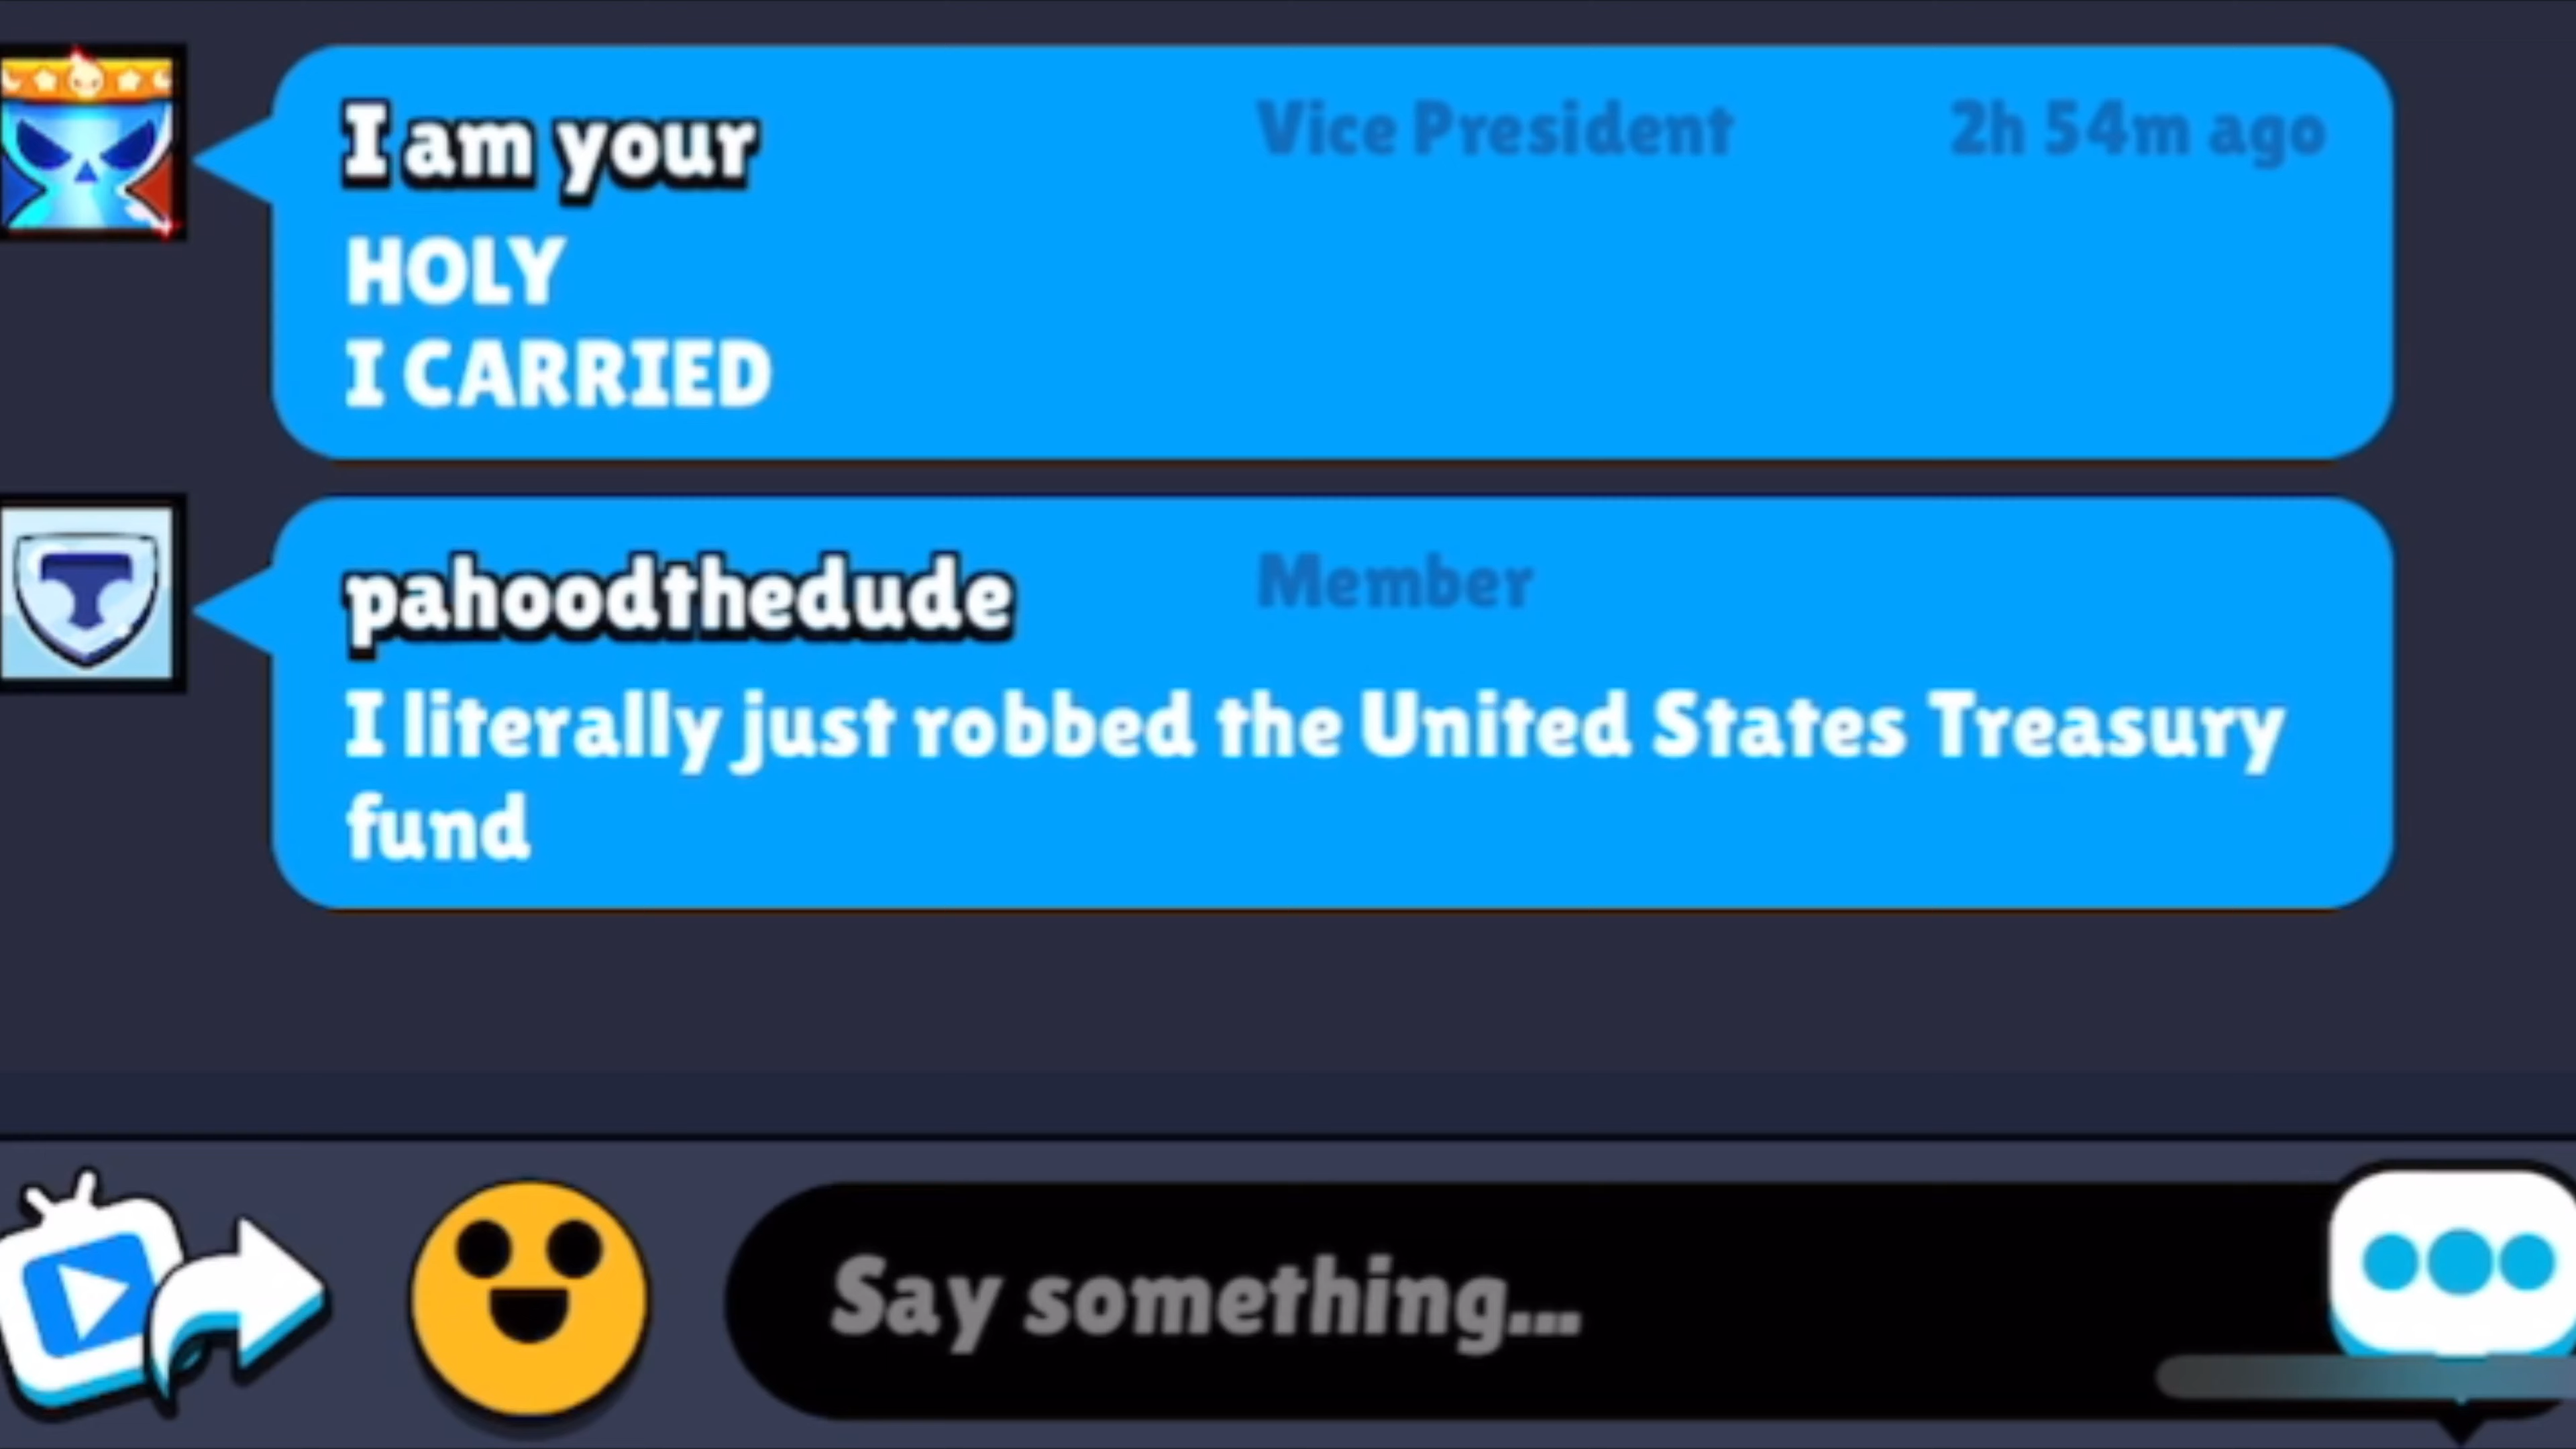 I am your Vice President 2h 54m ago
HOLY
I CARRIED
pahoodthedude Member
I literally just robbed the United States Treasury
fund
Say something...